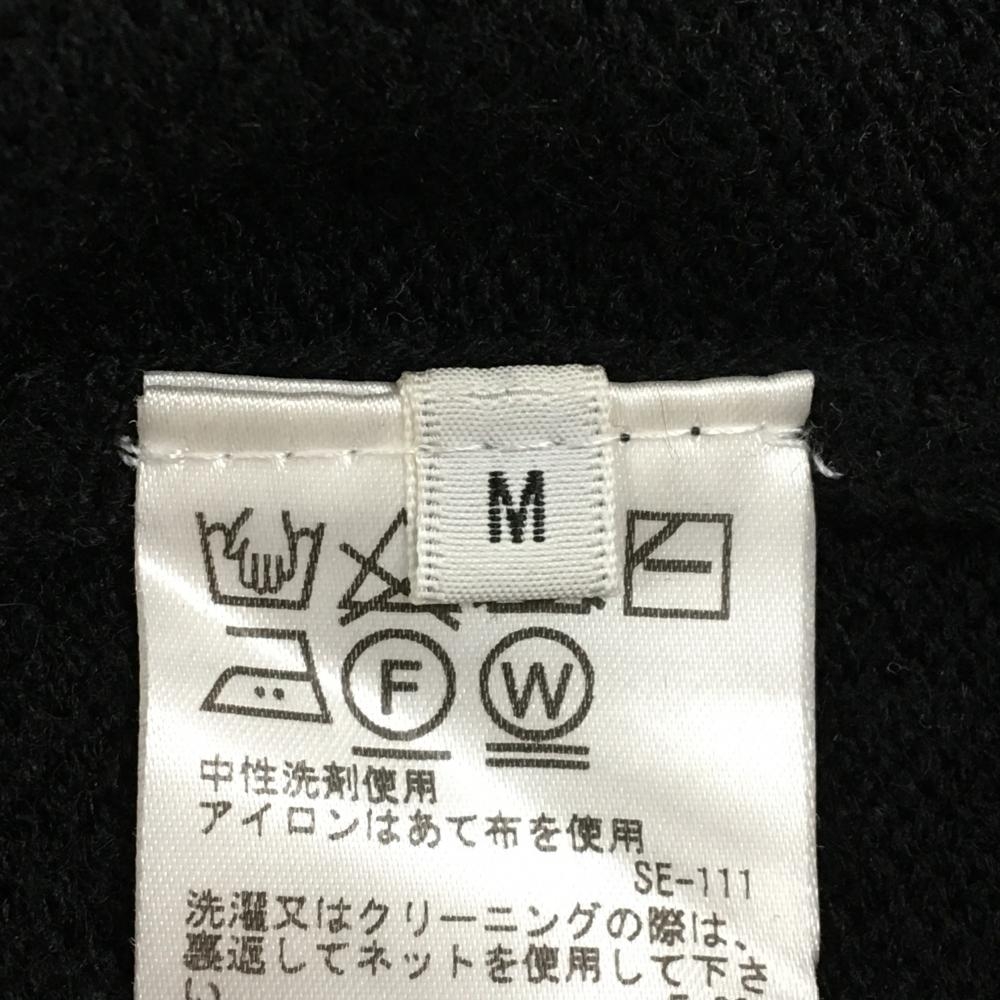 M
F W
中性洗剤使用
アイロンはあて布を使用
SE-111
洗濯又はクリーニングの際は、
裏返してネットを使用して下さ
い